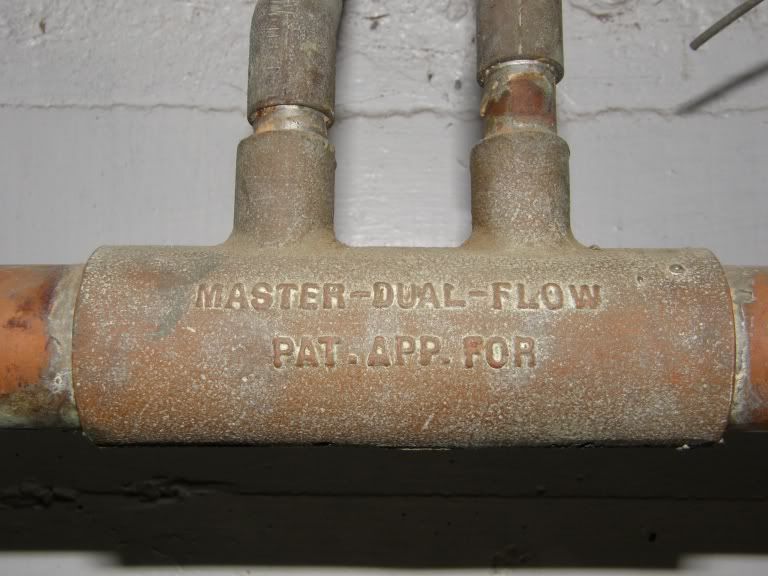 MASTER-DUAL-FLOW
PAT. APP. FOR